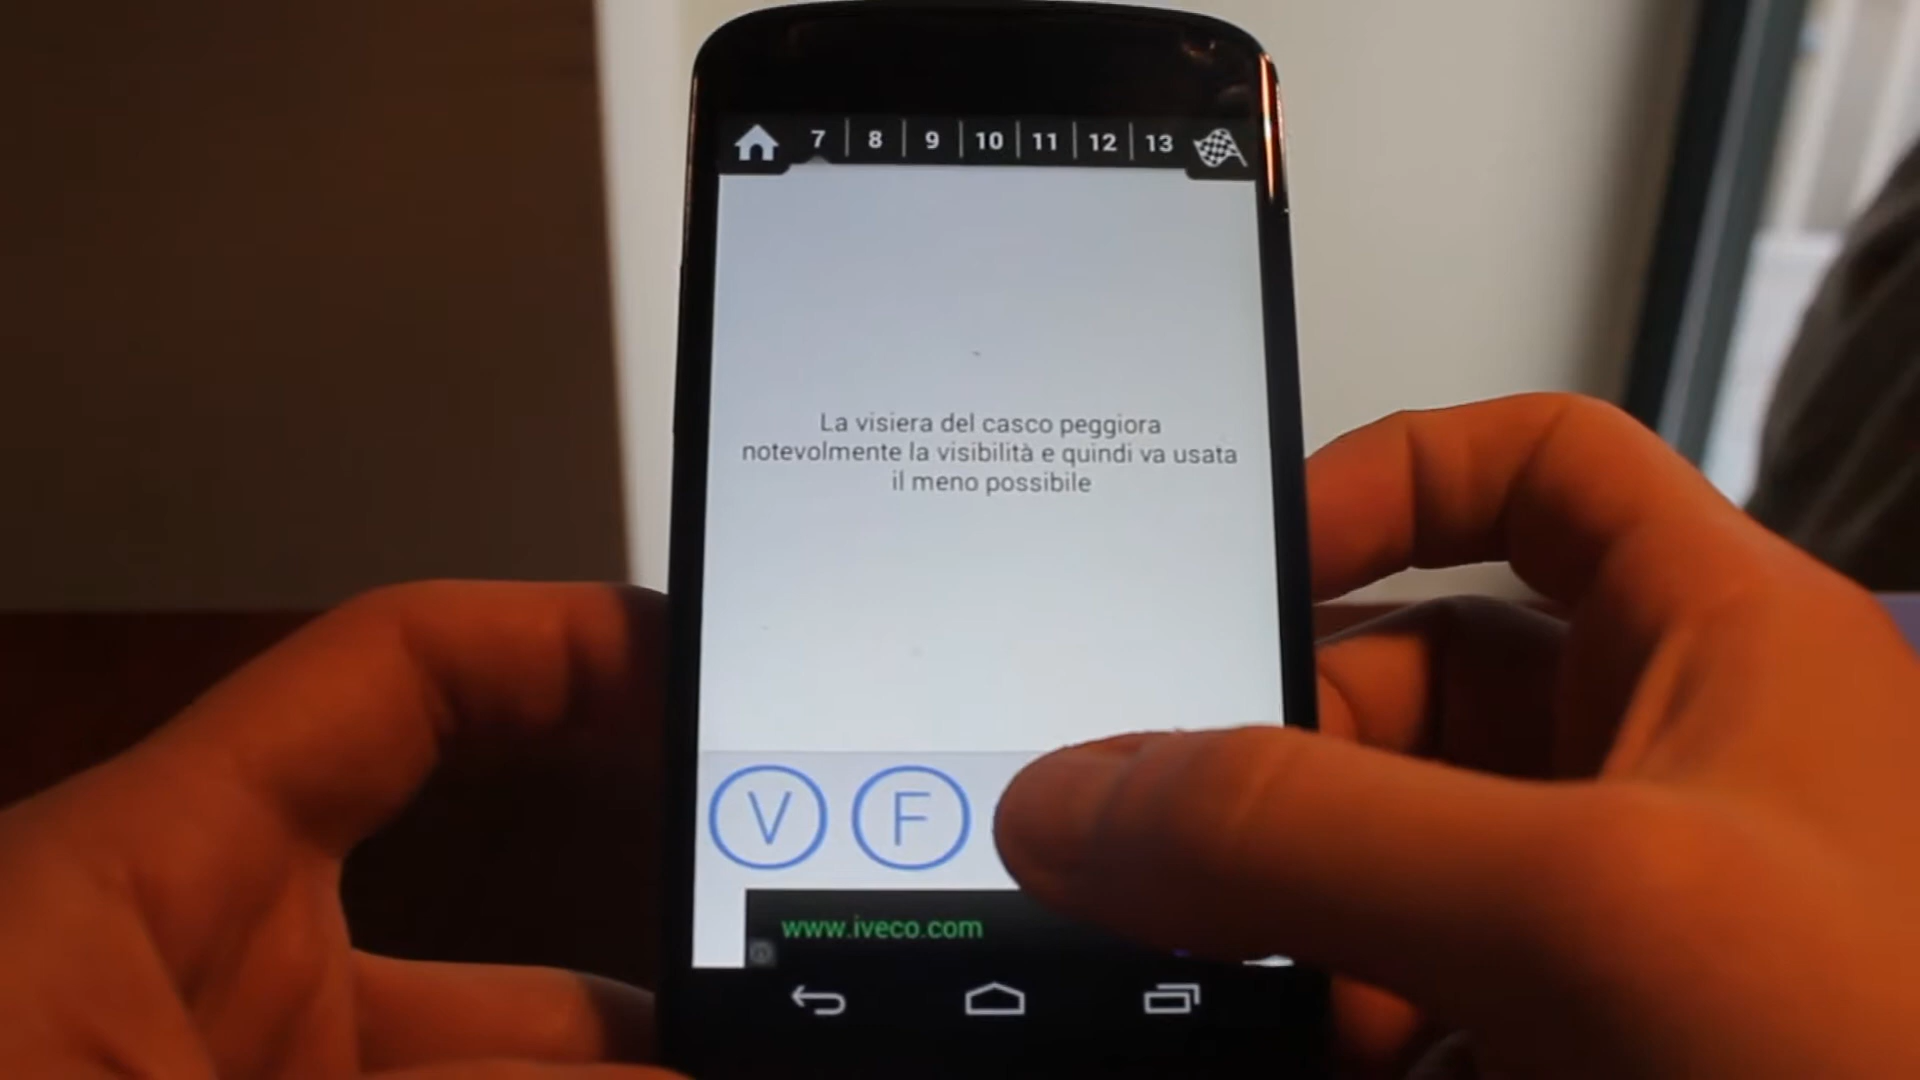 7 8 9 10 11 12 13
La visiera del casco peggiora
notevolmente la visibilità e quindi va usata
il meno possibile
V F
www.iveco.com